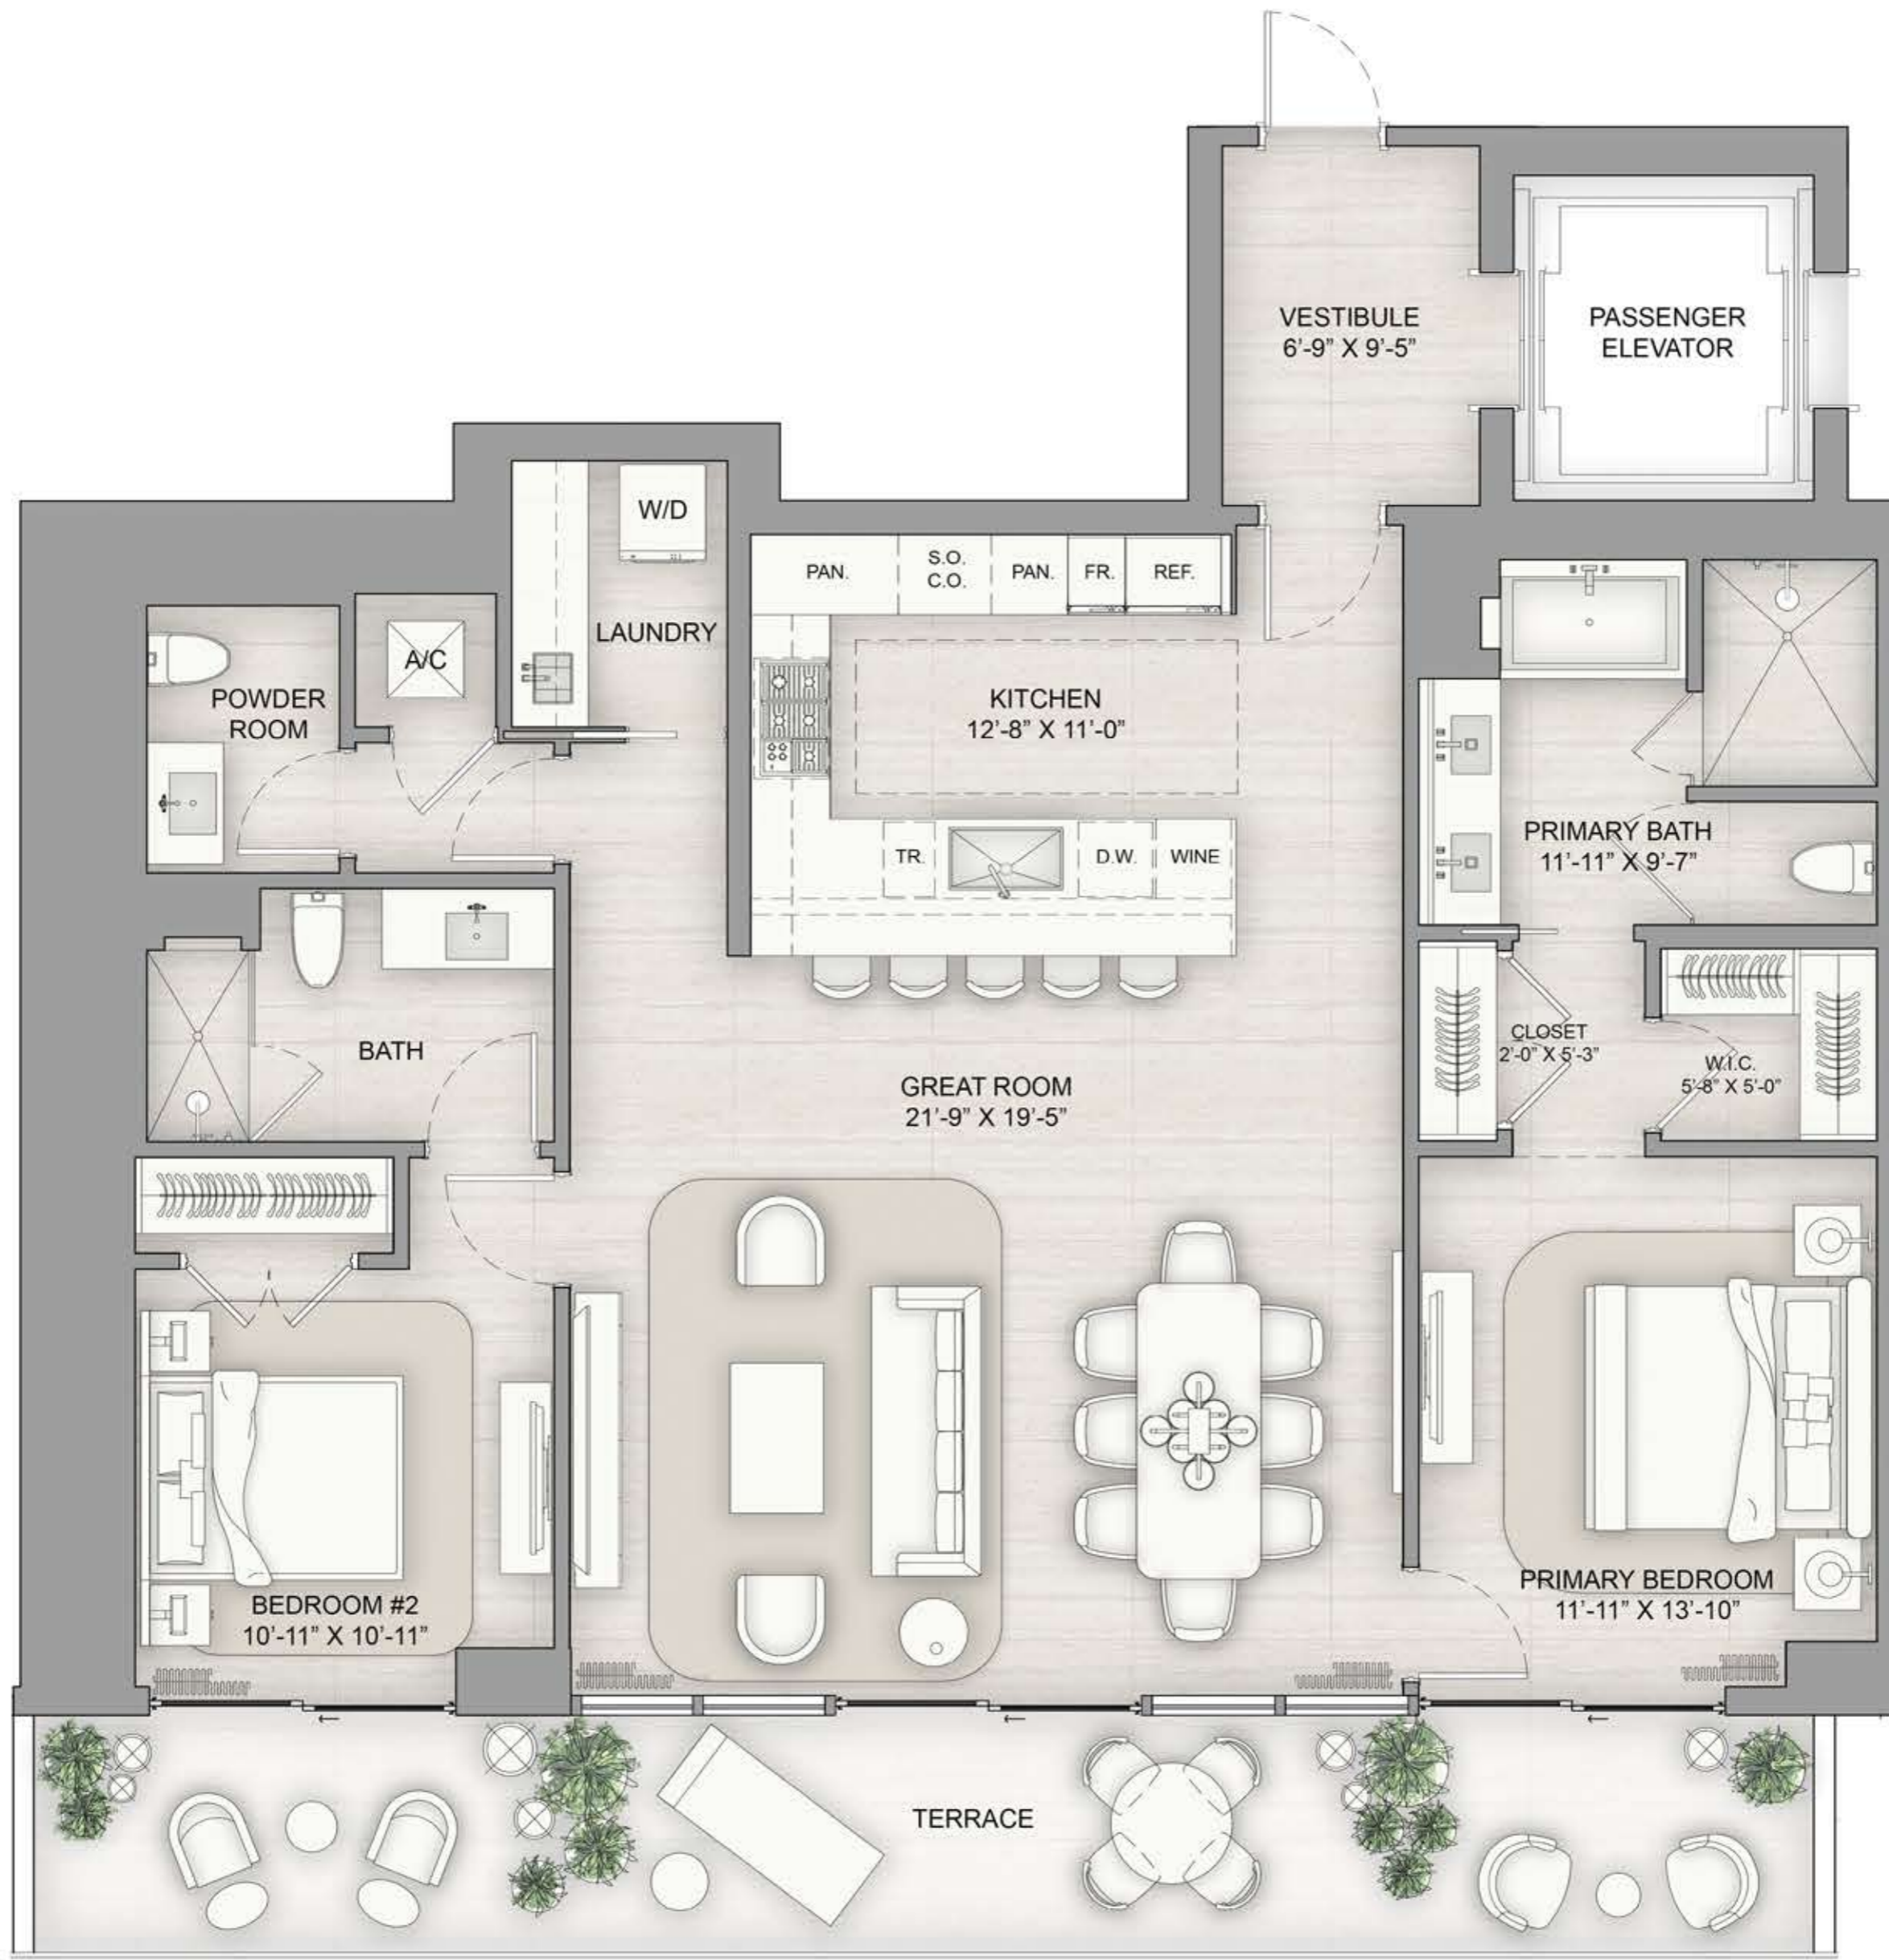 VESTIBULE
6’-9” X 9’-5”
PASSENGER
ELEVATOR
W/D
LAUNDRY
PAN.
S.O.
C.O.
PAN.
FR.
REF.
A/C
POWDER
ROOM
KITCHEN
12’-8” X 11’-0”
TR.
D.W.
WINE
PRIMARY BATH
11’-11” X 9’-7”
BATH
GREAT ROOM
21’-9” X 19’-5”
CLOSET
2’-0” X 5’-3”
W.I.C.
5’-8” X 5’-0”
BEDROOM #2
10’-11” X 10’-11”
PRIMARY BEDROOM
11’-11” X 13’-10”
TERRACE